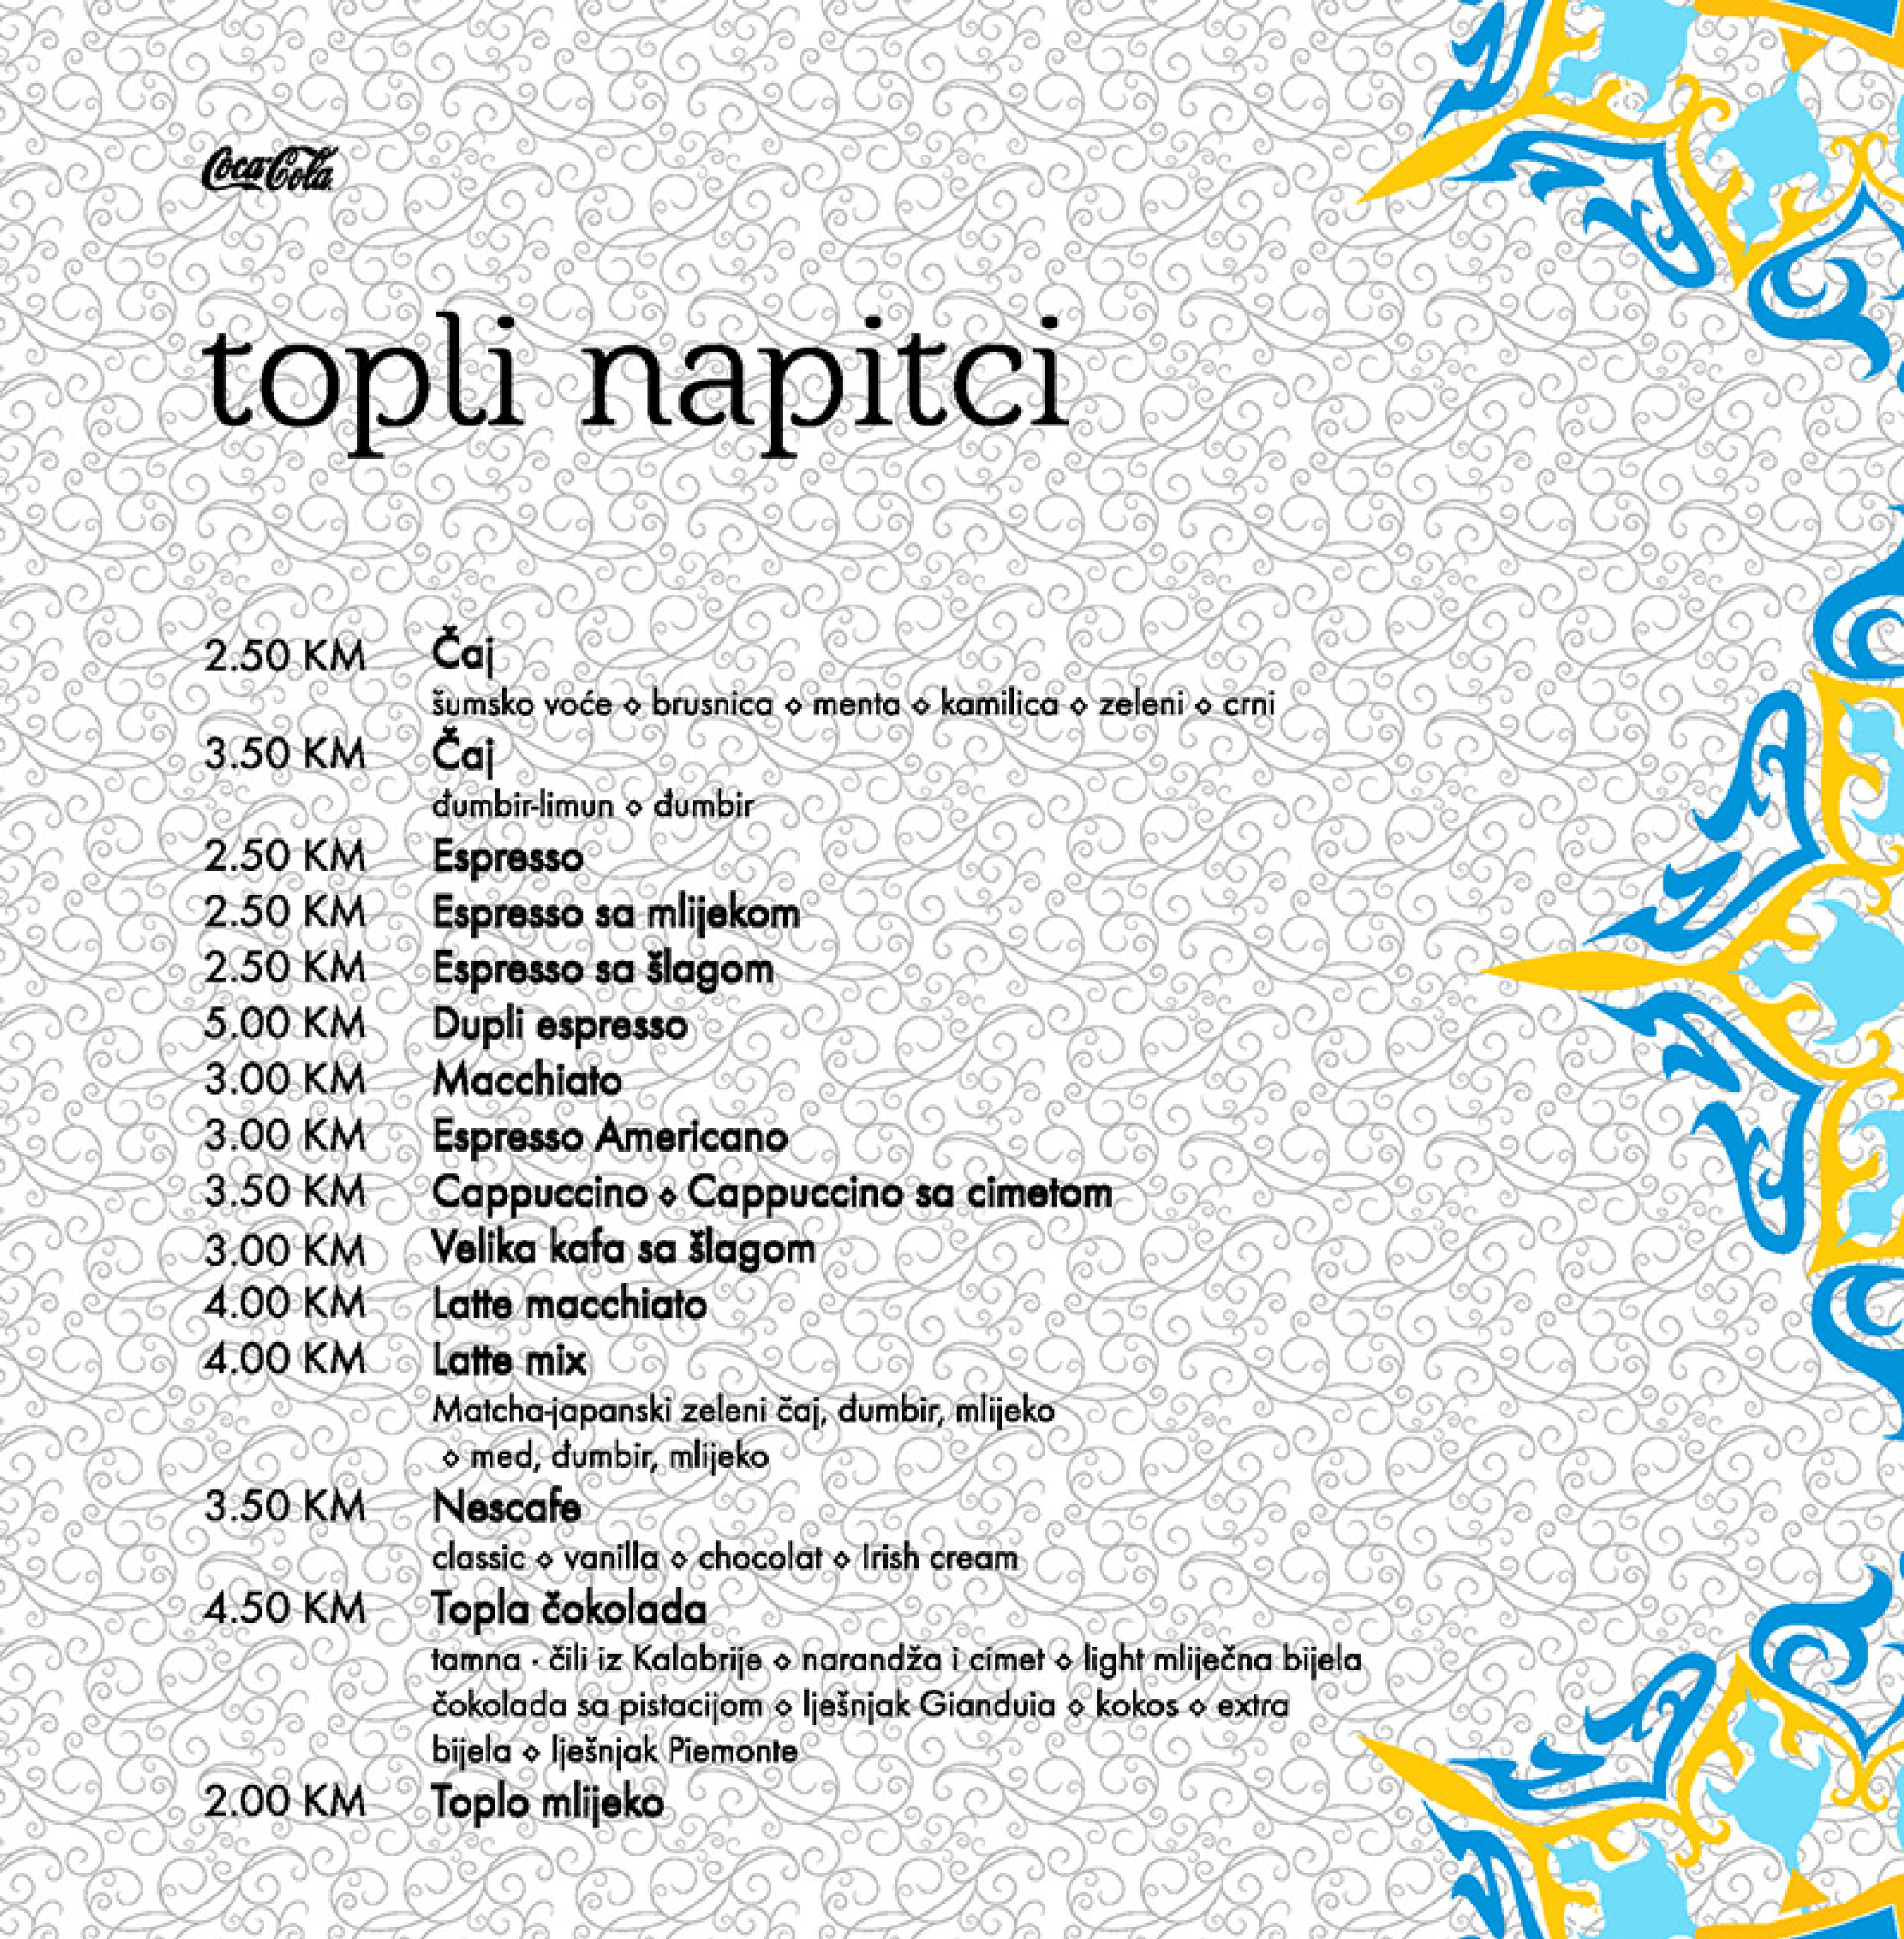 Coca-Cola
topli napitci
2.50 KM Čaj
šumsko voće ⋄ brusnica ⋄ menta ⋄ kamilica ⋄ zeleni ⋄ crni
3.50 KM Čaj
đumbir-limun ⋄ đumbir
2.50 KM Espresso
2.50 KM Espresso sa mlijekom
2.50 KM Espresso sa šlagom
5.00 KM Dupli espresso
3.00 KM Macchiato
3.00 KM Espresso Americano
3.50 KM Cappuccino ⋄ Cappuccino sa cimetom
3.00 KM Velika kafa sa šlagom
4.00 KM Latte macchiato
4.00 KM Latte mix
Matcha-japanski zeleni čaj, đumbir, mlijeko
⋄ med, đumbir, mlijeko
3.50 KM Nescafe
classic ⋄ vanilla ⋄ chocolat ⋄ Irish cream
4.50 KM Topla čokolada
tamna · čili iz Kalabrije ⋄ narandža i cimet ⋄ light mliječna bijela
čokolada sa pistacijom ⋄ lješnjak Gianduia ⋄ kokos ⋄ extra
bijela ⋄ lješnjak Piemonte
2.00 KM Toplo mlijeko